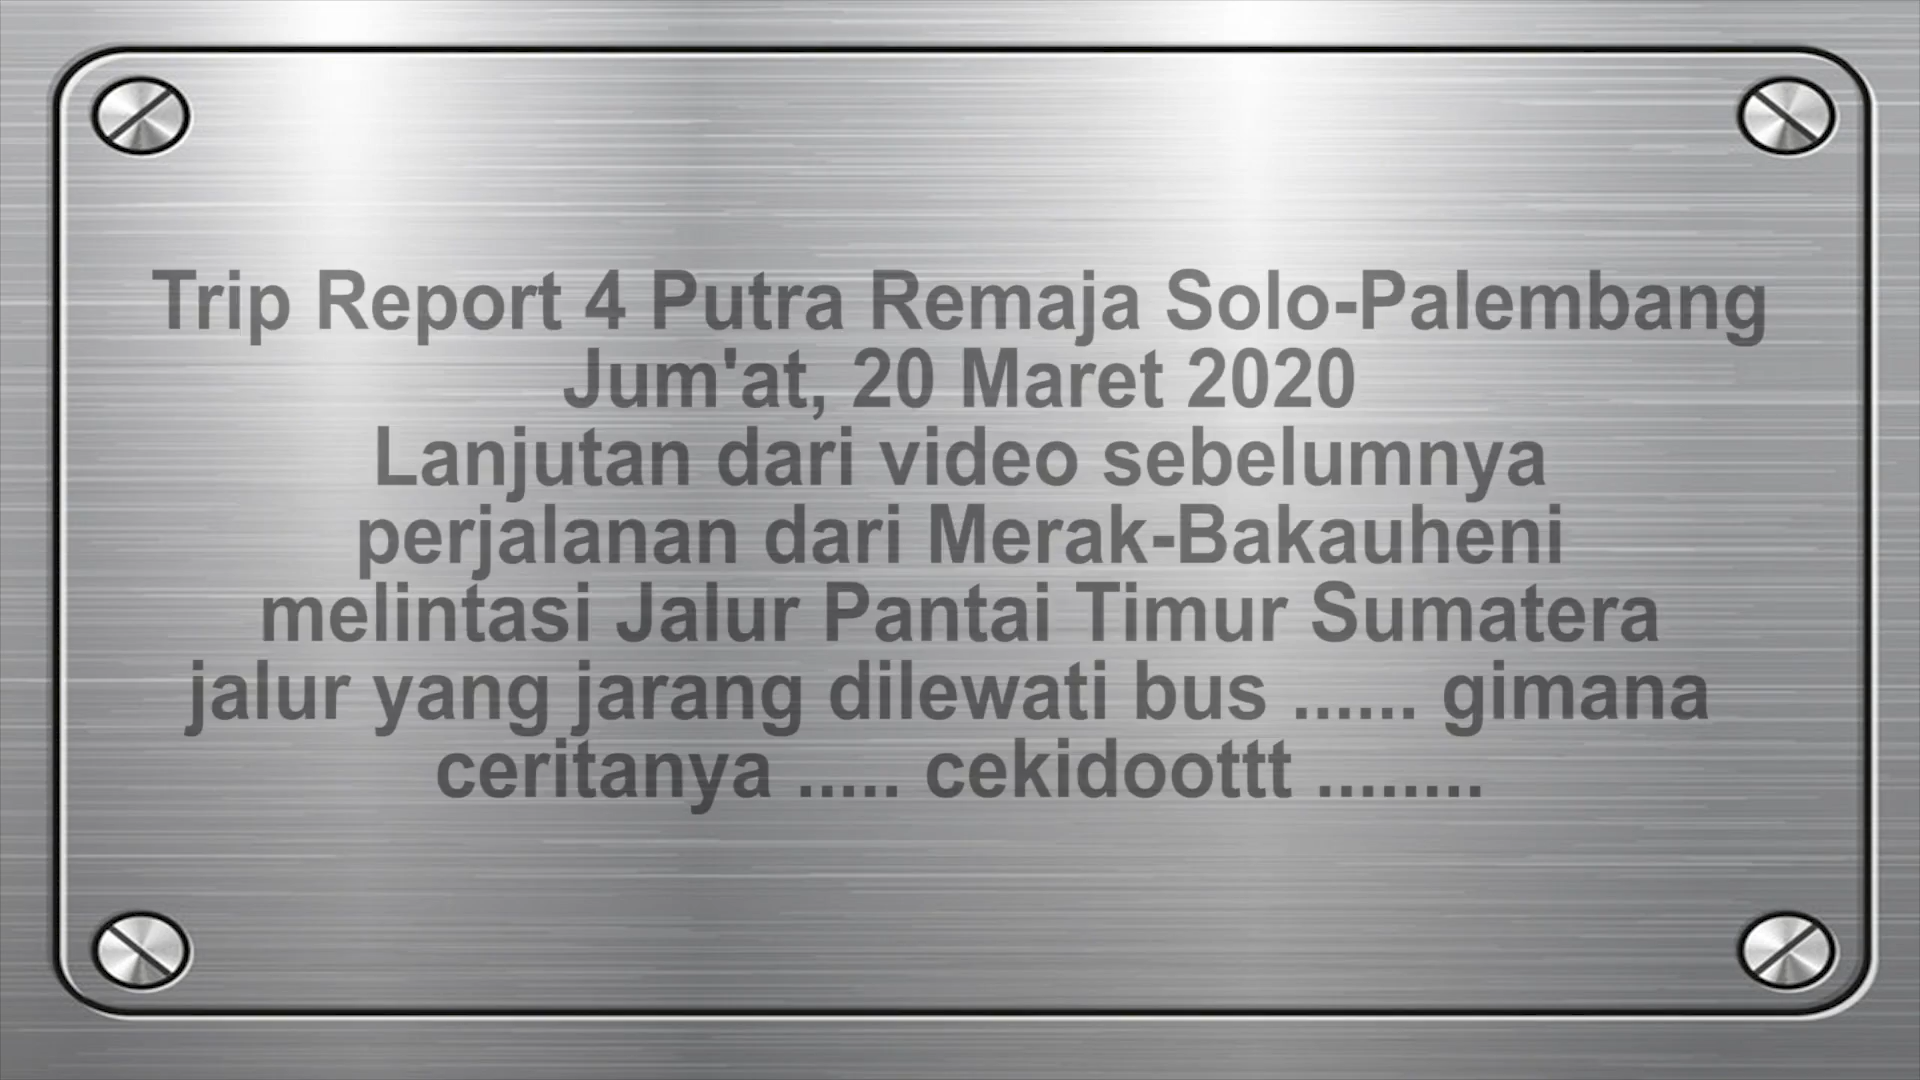 Trip Report 4 Putra Remaja Solo-Palembang
Jum'at, 20 Maret 2020
Lanjutan dari video sebelumnya
perjalanan dari Merak-Bakauheni
melintasi Jalur Pantai Timur Sumatera
jalur yang jarang dilewati bus ...... gimana
ceritanya ..... cekidoottt ........